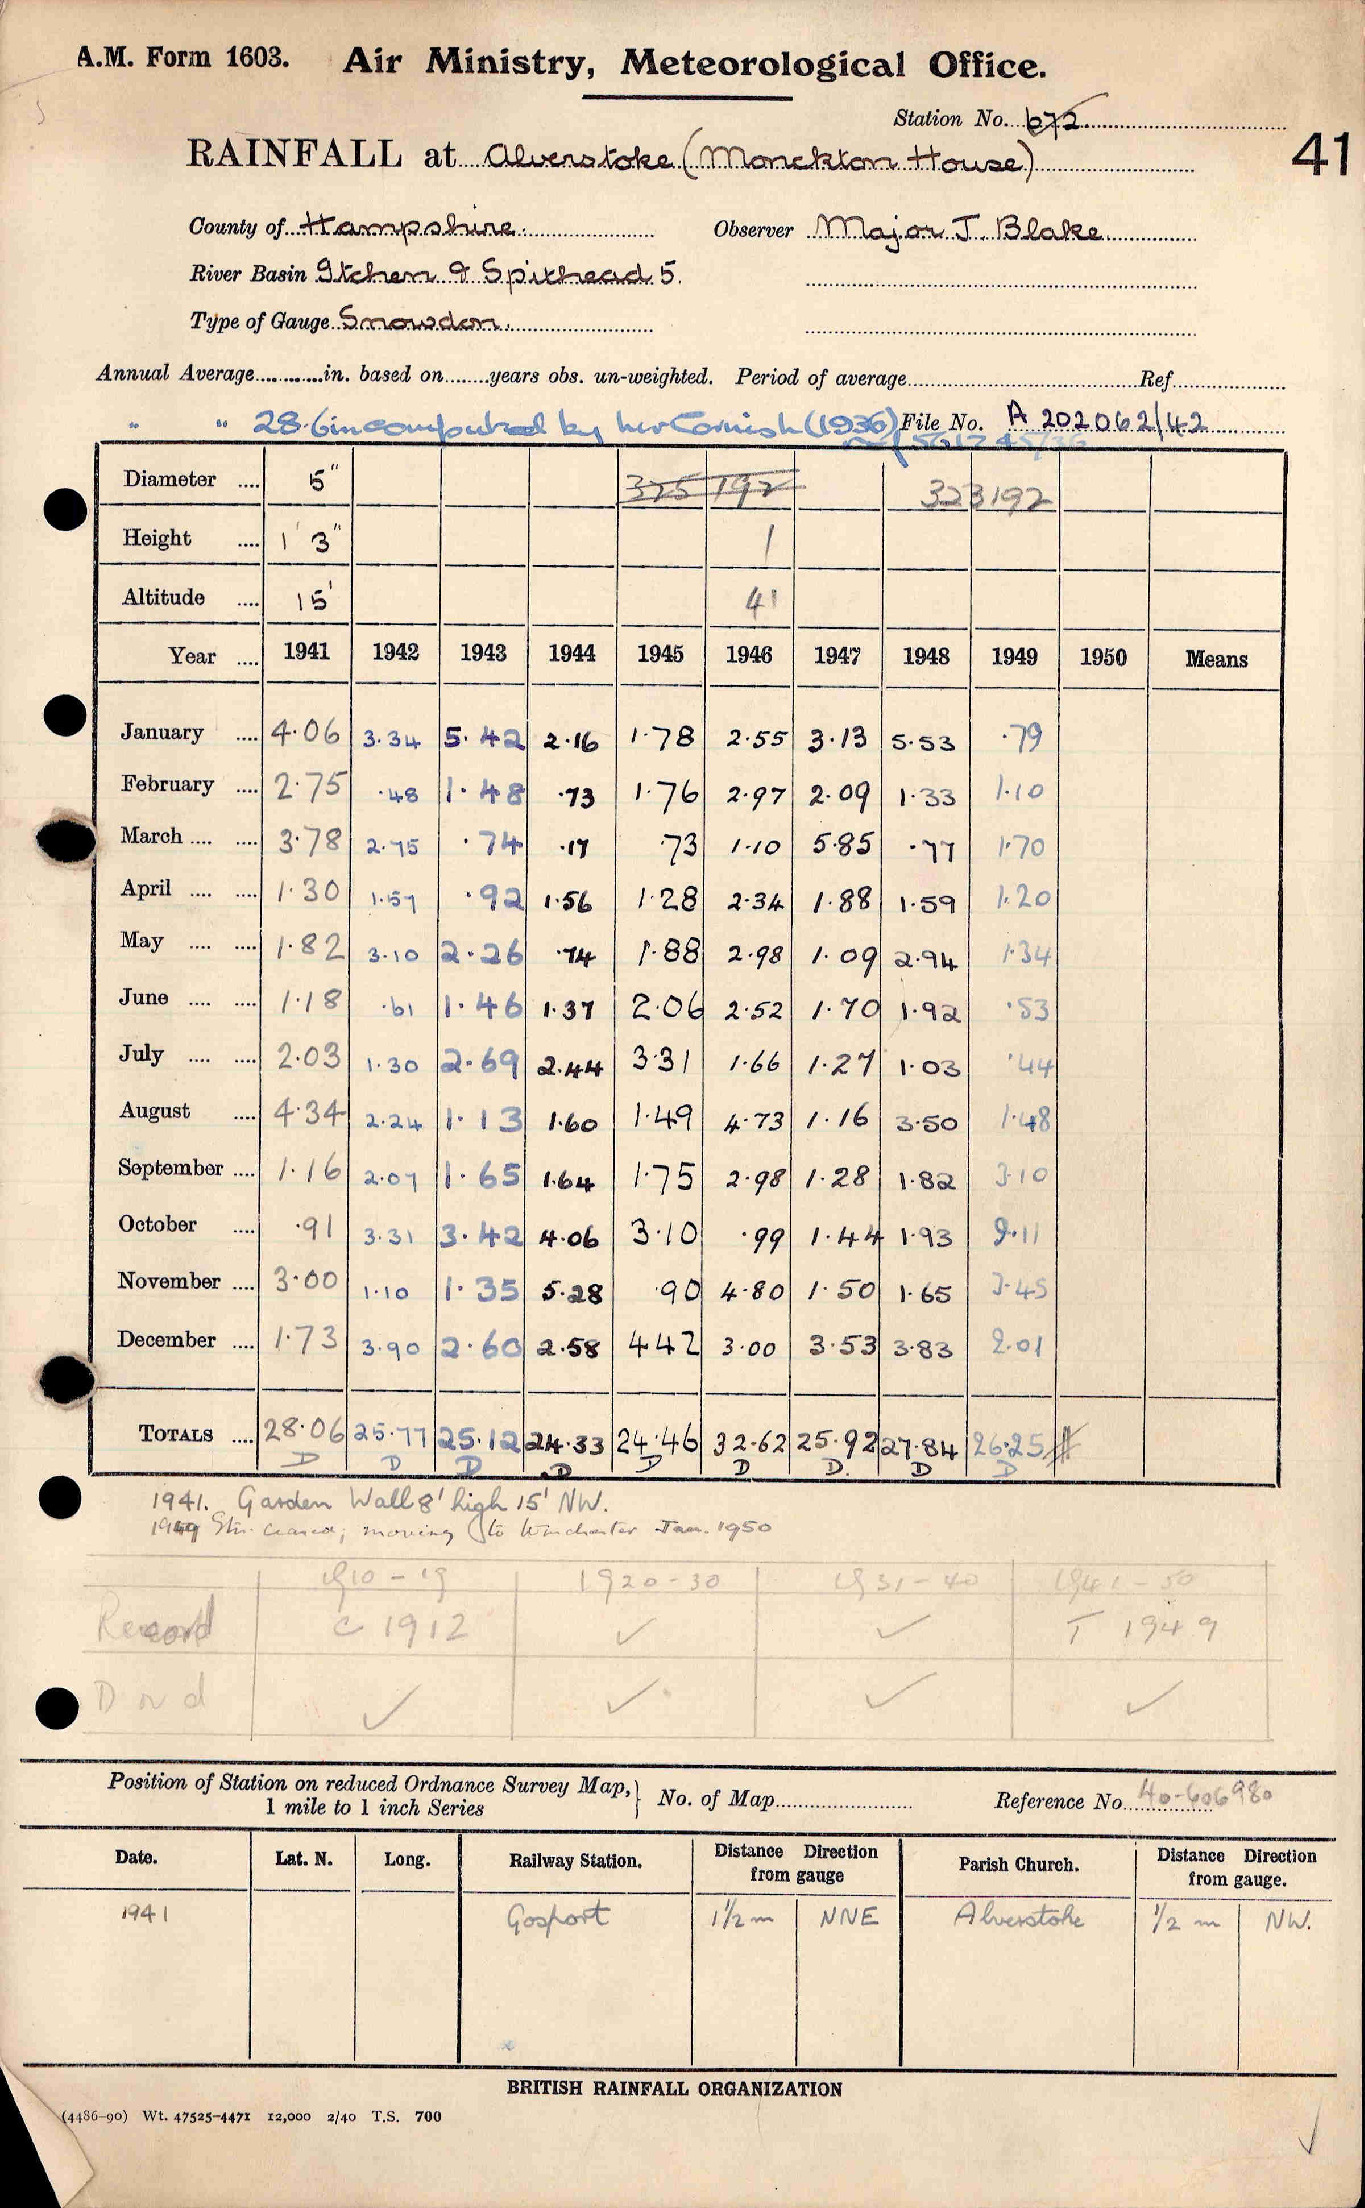 A.M. Form 1603. Air Ministry, Meteorological Office.
Station No. 672
41
RAINFALL at Alverstoke (Monckton House)
County of Hampshire. Observer Major J. Blake
River Basin Itchen & Spithead 5.
Type of Gauge Snowdon.
Annual Average............in. based on........years obs. un-weighted. Period of average Ref
" " 28.6in computed by Cornish (1936) File No. A 202062/42
Diameter .... 5" 325 192 323192
Height .... 1' 3" 1
Altitude .... 15' 41
Year .... 1941 1942 1943 1944 1945 1946 1947 1948 1949 1950 Means
January .... 4.06 3.34 5.42 2.16 1.78 2.55 3.13 5.53 .79
February .... 2.75 .48 1.48 .73 1.76 2.97 2.09 1.33 1.10
March .... .... 3.78 2.75 .74 .17 .73 1.10 5.85 .77 1.70
April .... .... 1.30 1.57 .92 1.56 1.28 2.34 1.88 1.59 1.20
May .... .... 1.82 3.10 2.26 .74 1.88 2.98 1.09 2.94 1.34
June .... .... 1.18 .61 1.46 1.37 2.06 2.52 1.70 1.92 .53
July .... .... 2.03 1.30 2.69 2.44 3.31 1.66 1.27 1.03 .44
August .... 4.34 2.24 1.13 1.60 1.49 4.73 1.16 3.50 1.48
September .... 1.16 2.07 1.65 1.64 1.75 2.98 1.28 1.82 3.10
October .... .91 3.31 3.42 4.06 3.10 .99 1.44 1.93 9.11
November .... 3.00 1.10 1.35 5.28 .90 4.80 1.50 1.65 3.45
December .... 1.73 3.90 2.60 2.58 4.42 3.00 3.53 3.83 2.01
TOTALS .... 28.06 25.77 25.12 24.33 24.46 32.62 25.92 27.84 26.25
D D D D D D D. D D
1941. Garden Wall 8' high 15' NW.
1949 Stn. ceased; moving to Winchester Jan. 1950
1910-19 1920-30 1931-40 1941-50
Record C 1912 ✓ ✓ T 1949
D or d ✓ ✓ ✓ ✓
Position of Station on reduced Ordnance Survey Map, 1 mile to 1 inch Series } No. of Map Reference No. 40-606980
Date. Lat. N. Long. Railway Station. Distance Direction from gauge Parish Church. Distance Direction from gauge.
1941 Gosport 1½ m NNE Alverstoke ½ m NW.
BRITISH RAINFALL ORGANIZATION
(4486-90) Wt. 47525-4471 12,000 2/40 T.S. 700